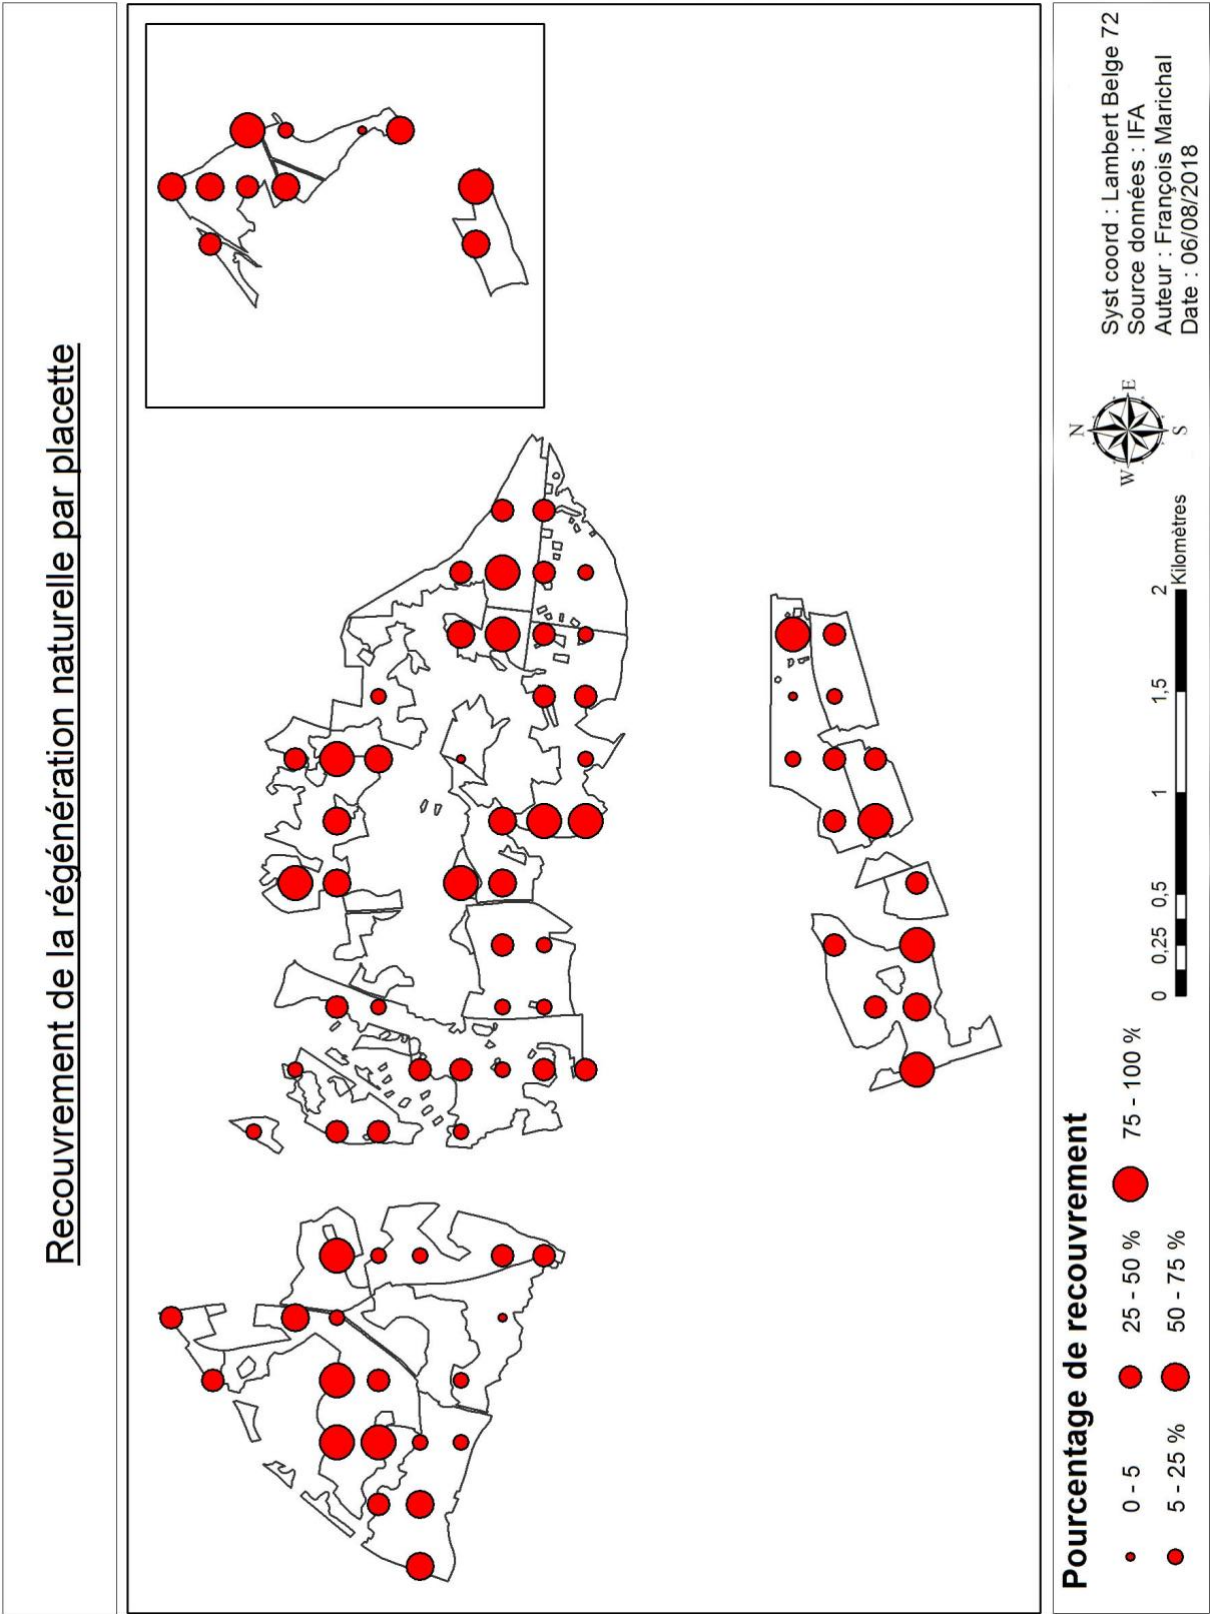 Recouvrement de la régénération naturelle par placette
Pourcentage de recouvrement
0 - 5
25 - 50 %
75 - 100 %
5 - 25 %
50 - 75 %
0 0,25 0,5 1 1,5 2
Kilomètres
N
W E
S
Syst coord : Lambert Belge 72
Source données : IFA
Auteur : François Marichal
Date : 06/08/2018